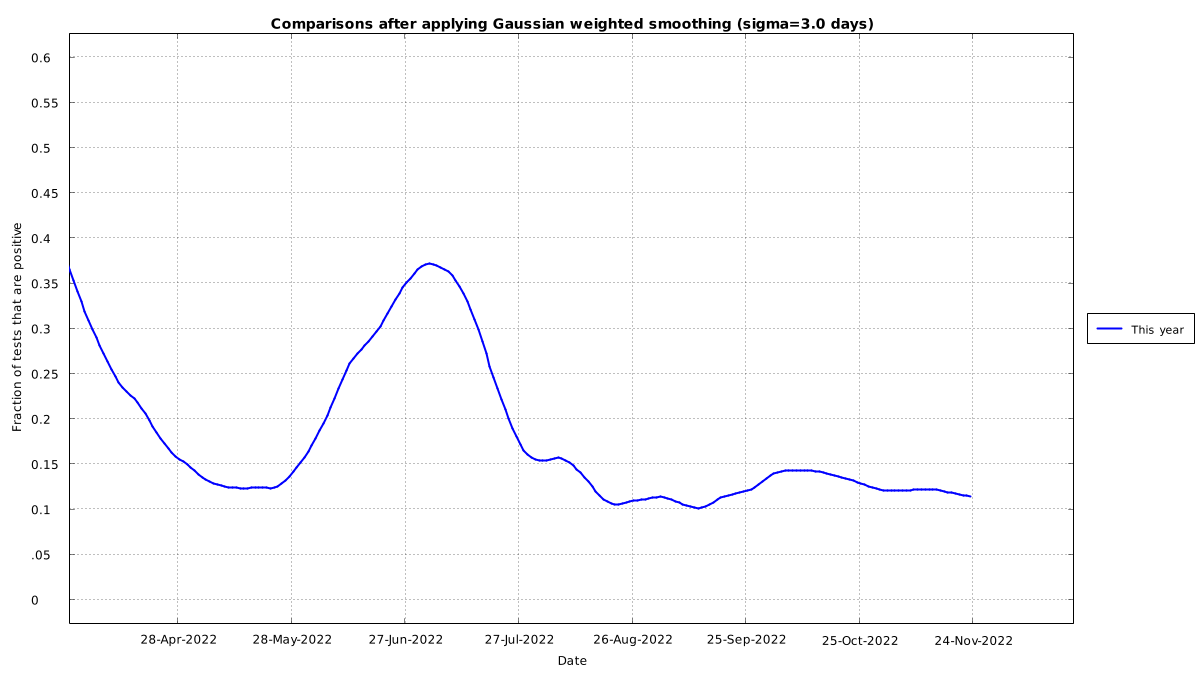 Comparisons after applying Gaussian weighted smoothing (sigma=3.0 days)
0.6
0.55
0.5
0.45
0.4
0.35
0.3
0.25
0.2
0.15
0.1
.05
0
Fraction of tests that are positive
28-Apr-2022
28-May-2022
27-Jun-2022
27-Jul-2022
26-Aug-2022
25-Sep-2022
25-Oct-2022
24-Nov-2022
Date
This year